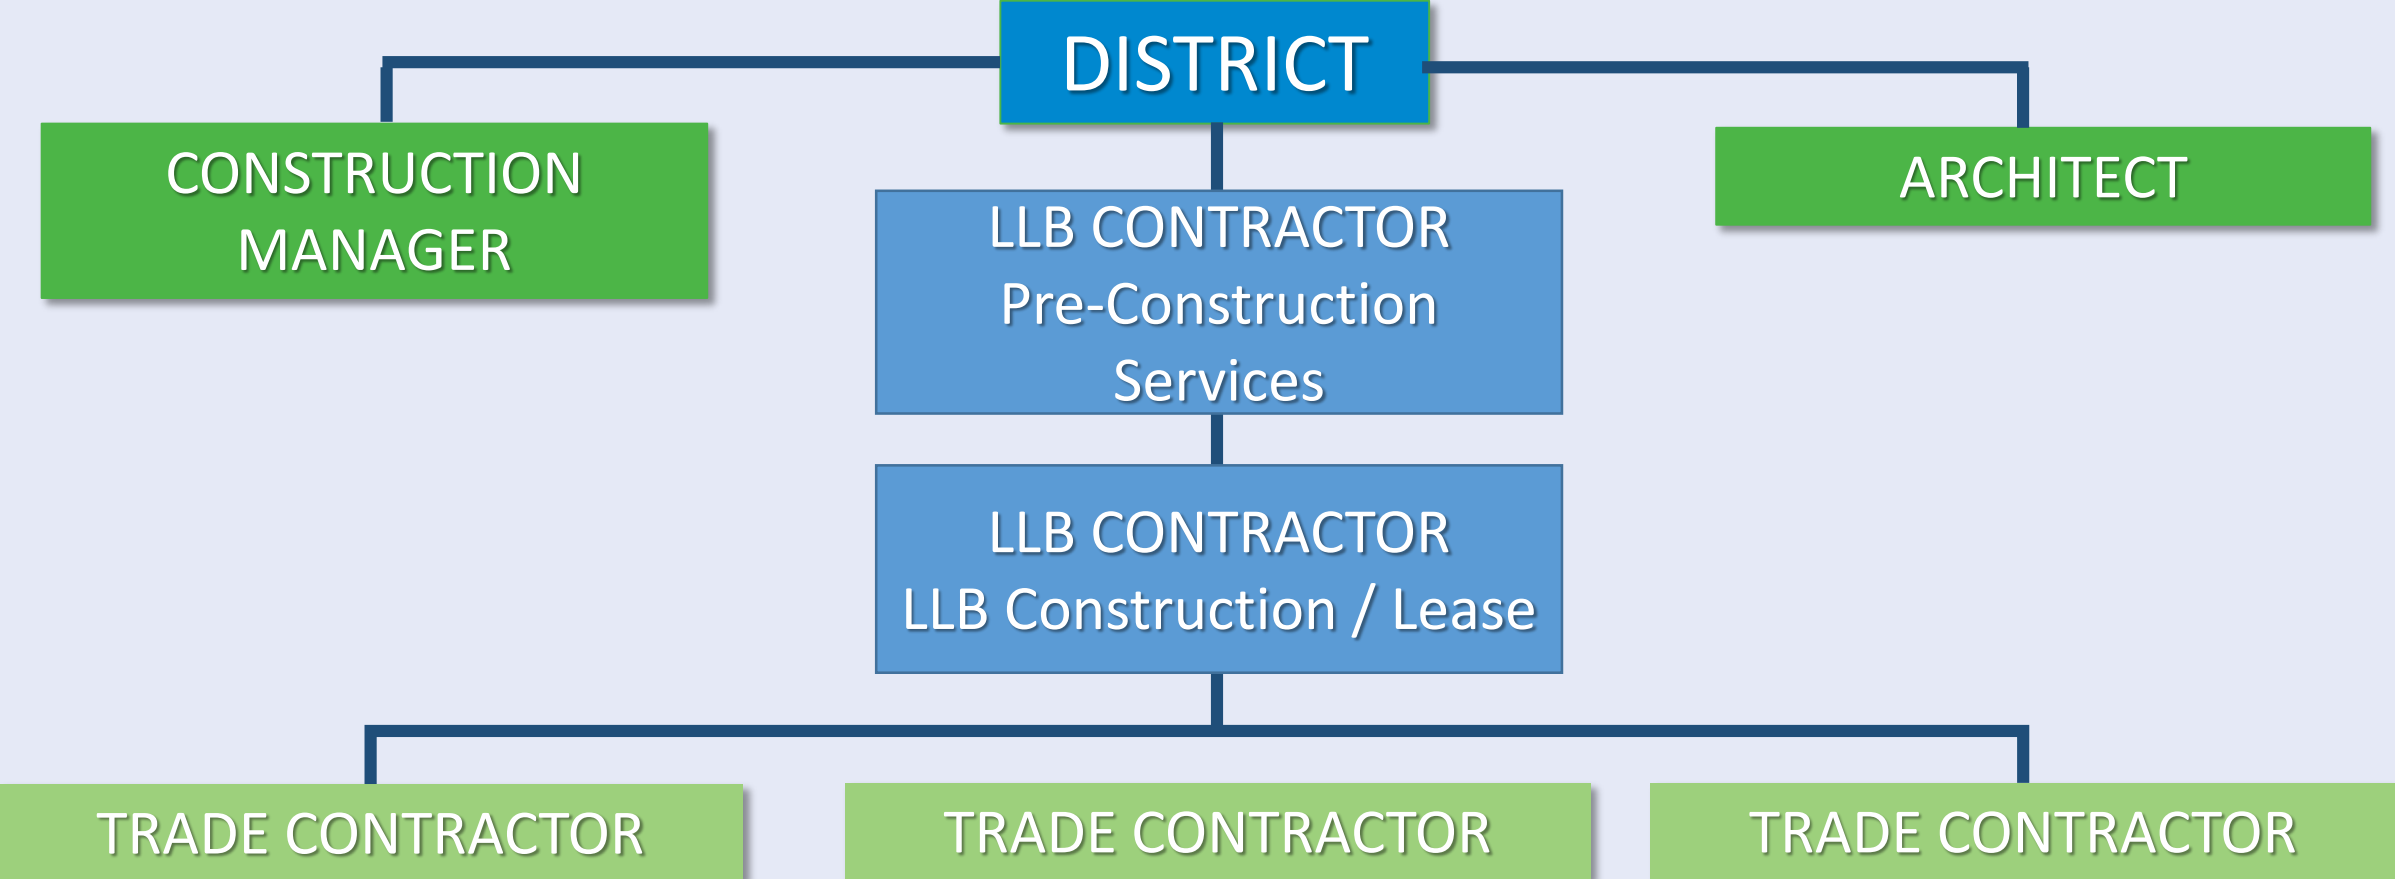 DISTRICT
CONSTRUCTION
MANAGER
ARCHITECT
LLB CONTRACTOR
Pre-Construction
Services
LLB CONTRACTOR
LLB Construction / Lease
TRADE CONTRACTOR
TRADE CONTRACTOR
TRADE CONTRACTOR